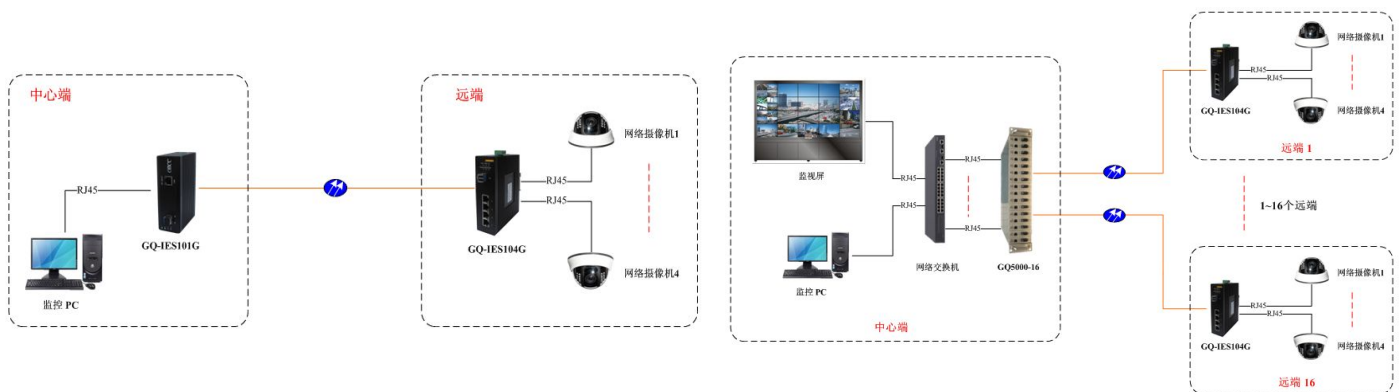 中心端
RJ45
GQ-IES101G
监控 PC
远端
网络摄像机1
RJ45
RJ45
GQ-IES104G
网络摄像机4
监视屏
RJ45
RJ45
监控 PC
网络交换机
RJ45
RJ45
GQ5000-16
中心端
网络摄像机1
RJ45
RJ45
GQ-IES104G
网络摄像机4
远端 1
1~16个远端
网络摄像机1
RJ45
RJ45
GQ-IES104G
网络摄像机4
远端 16